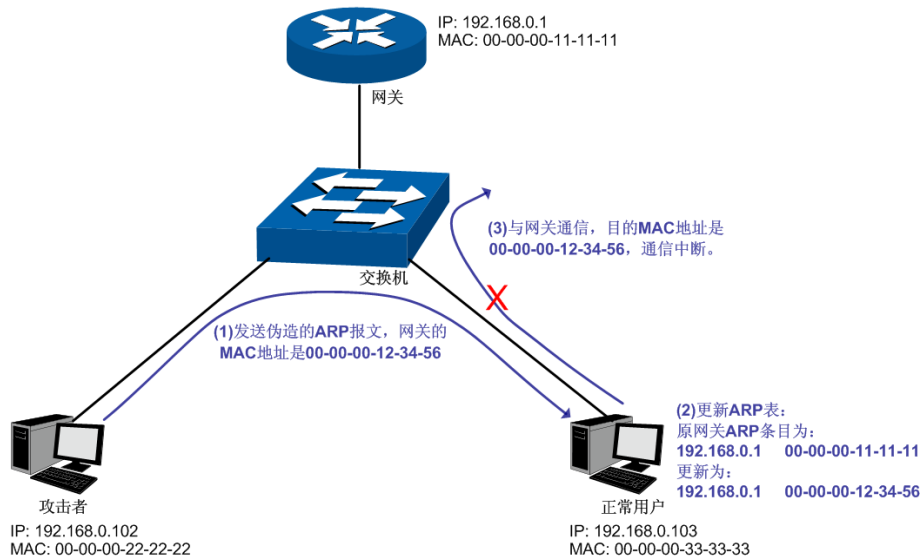 IP: 192.168.0.1
MAC: 00-00-00-11-11-11
网关
(3)与网关通信，目的MAC地址是
00-00-00-12-34-56，通信中断。
交换机
(1)发送伪造的ARP报文，网关的
MAC地址是00-00-00-12-34-56
(2)更新ARP表：
原网关ARP条目为：
192.168.0.1 00-00-00-11-11-11
更新为：
192.168.0.1 00-00-00-12-34-56
攻击者
IP: 192.168.0.102
MAC: 00-00-00-22-22-22
正常用户
IP: 192.168.0.103
MAC: 00-00-00-33-33-33